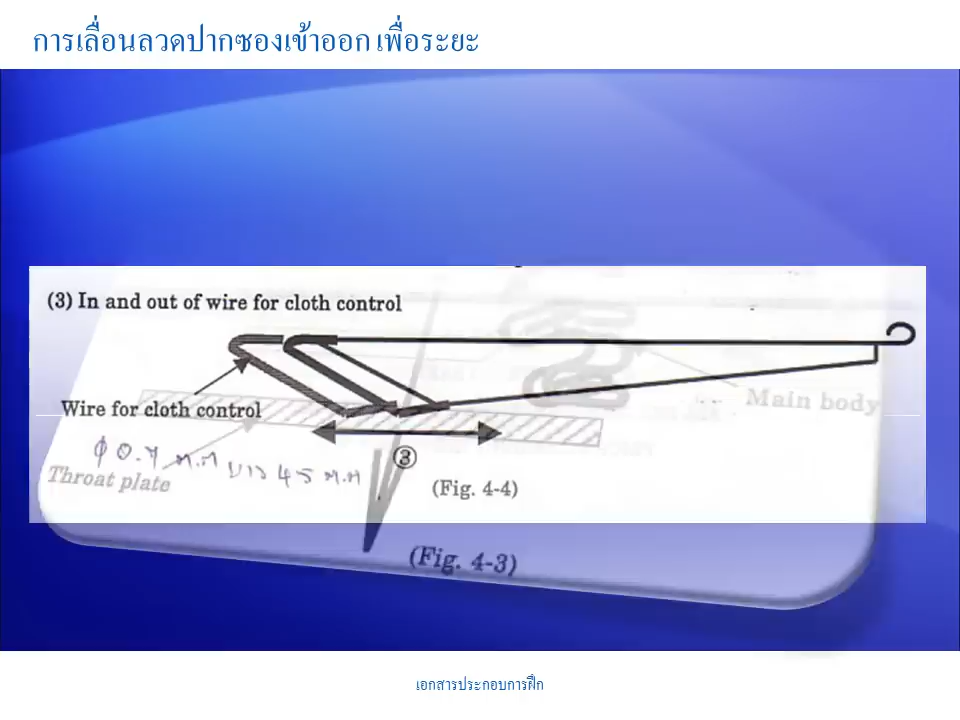 การเลื่อนลวดปากซองเข้าออก เพื่อระยะ
(3) In and out of wire for cloth control
Wire for cloth control
Main body
φ 0.7 ม.ม ยาว 45 ม.ม
Throat plate
③
(Fig. 4-4)
(Fig. 4-3)
เอกสารประกอบการฝึก